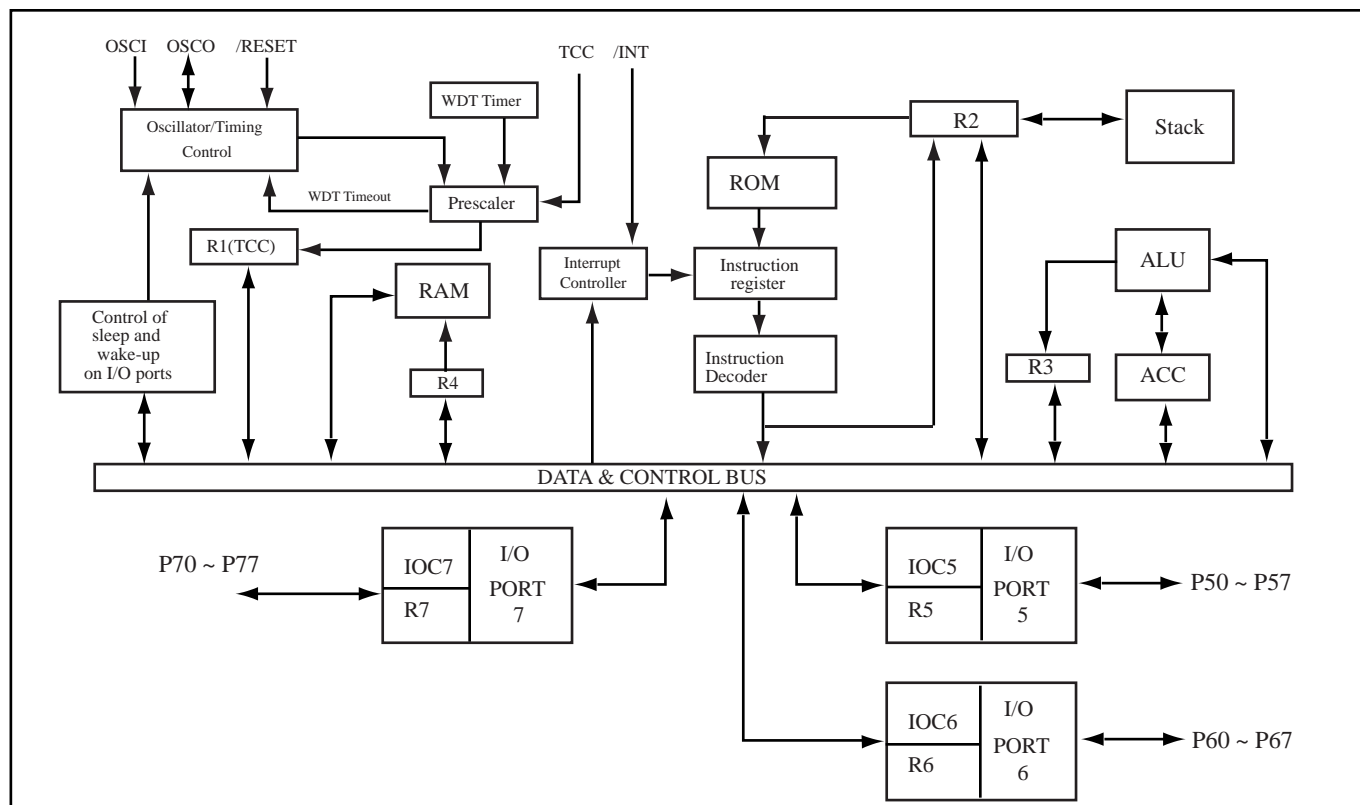 OSCI OSCO /RESET TCC /INT
WDT Timer
Oscillator/Timing
Control
R2
Stack
ROM
WDT Timeout
Prescaler
R1(TCC)
Interrupt
Controller
Instruction
register
ALU
RAM
Control of
sleep and
wake-up
on I/O ports
Instruction
Decoder
R4
R3
ACC
DATA & CONTROL BUS
P70 ~ P77
IOC7
R7
I/O
PORT
7
IOC5
R5
I/O
PORT
5
P50 ~ P57
IOC6
R6
I/O
PORT
6
P60 ~ P67